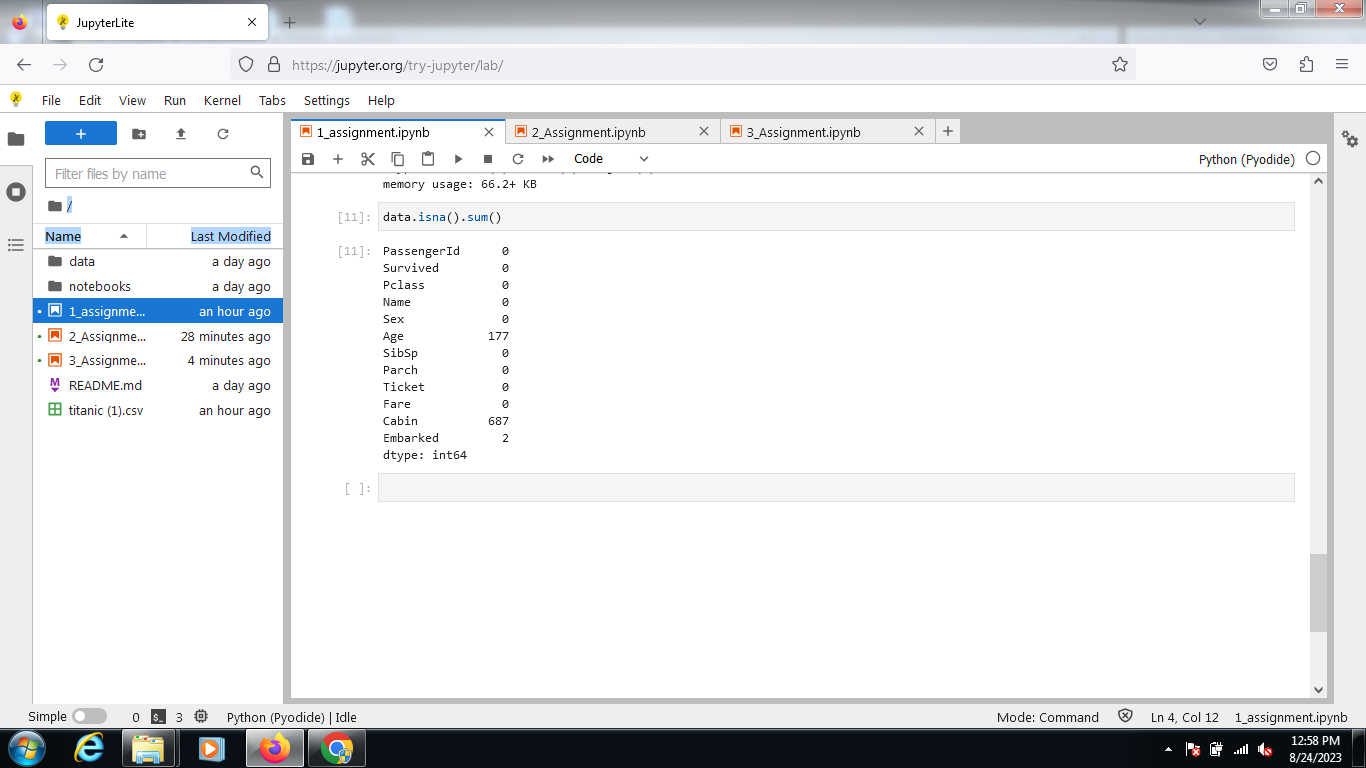 JupyterLite
https://jupyter.org/try-jupyter/lab/
File Edit View Run Kernel Tabs Settings Help
1_assignment.ipynb 2_Assignment.ipynb 3_Assignment.ipynb
Code Python (Pyodide)
Filter files by name
/
Name Last Modified
data a day ago
notebooks a day ago
1_assignme... an hour ago
2_Assignme... 28 minutes ago
3_Assignme... 4 minutes ago
README.md a day ago
titanic (1).csv an hour ago
memory usage: 66.2+ KB
[11]: data.isna().sum()
[11]: PassengerId 0
Survived 0
Pclass 0
Name 0
Sex 0
Age 177
SibSp 0
Parch 0
Ticket 0
Fare 0
Cabin 687
Embarked 2
dtype: int64
[ ]:
Simple 0 3 Python (Pyodide) | Idle Mode: Command Ln 4, Col 12 1_assignment.ipynb
12:58 PM
8/24/2023